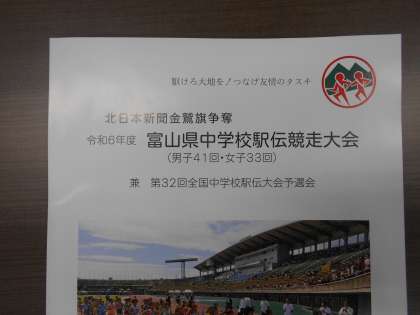 駆けろ大地を!つなげ友情のタスキ
北日本新聞金鷲旗争奪
令和6年度 富山県中学校駅伝競走大会
(男子41回・女子33回)
兼 第32回全国中学校駅伝大会予選会